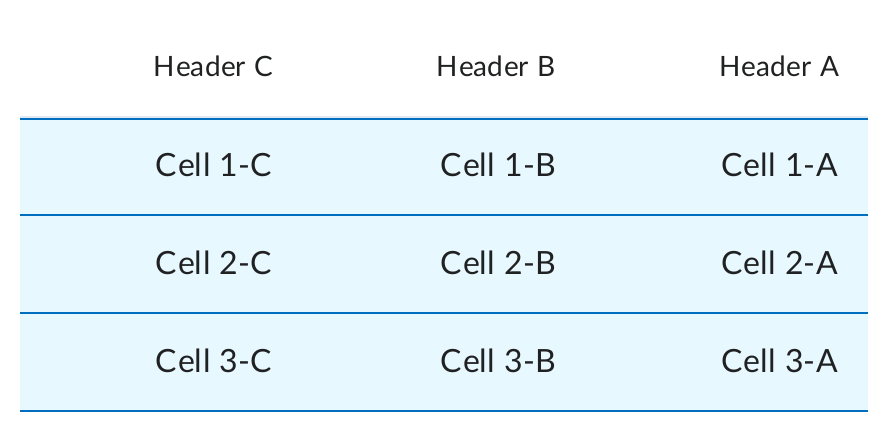 Header C Header B Header A
Cell 1-C Cell 1-B Cell 1-A
Cell 2-C Cell 2-B Cell 2-A
Cell 3-C Cell 3-B Cell 3-A